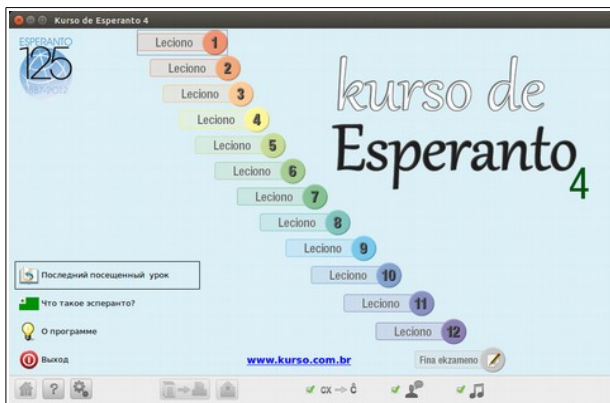 Kurso de Esperanto 4
ESPERANTO
125
1887-2012
Leciono 1
Leciono 2
Leciono 3
Leciono 4
Leciono 5
Leciono 6
Leciono 7
Leciono 8
Leciono 9
Leciono 10
Leciono 11
Leciono 12
kurso de
Esperanto 4
Последний посещенный урок
Что такое эсперанто?
О программе
Выход
www.kurso.com.br
Fina ekzameno
cx → ĉ